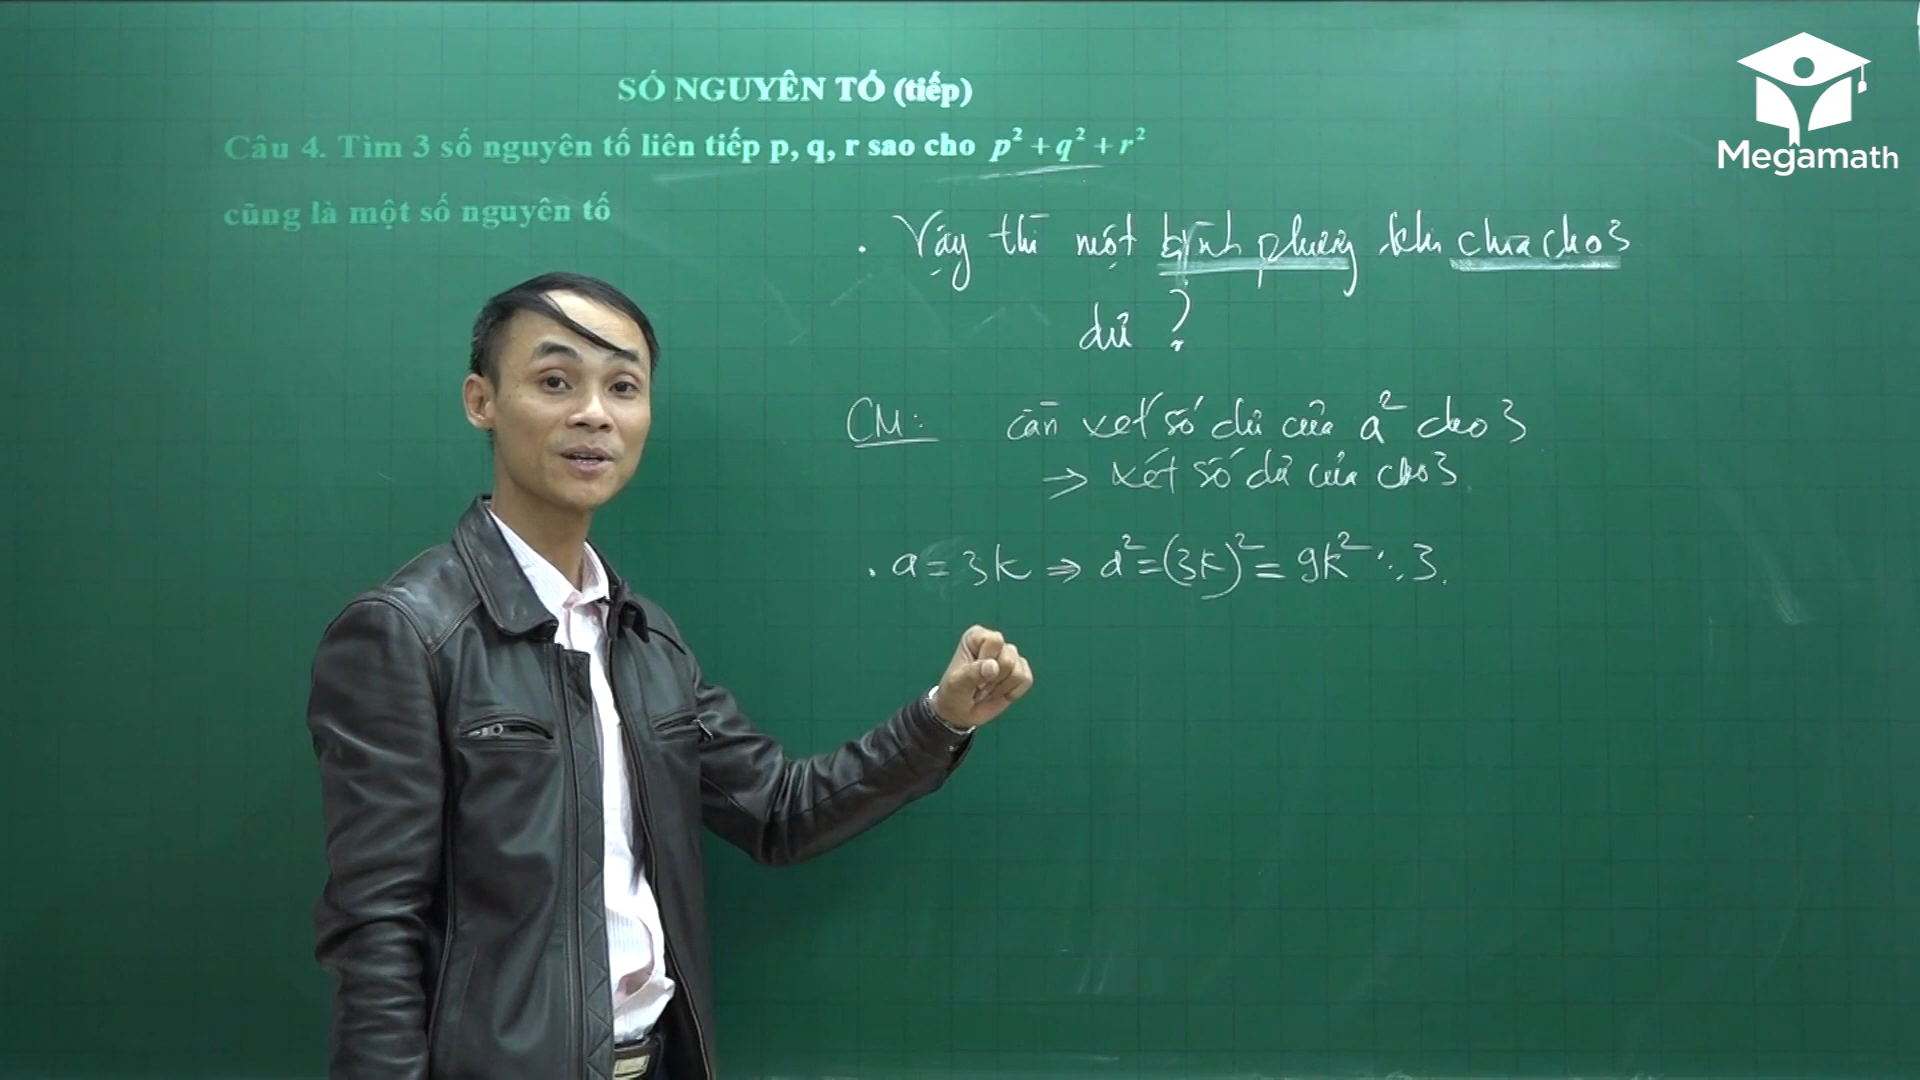 SỐ NGUYÊN TỐ (tiếp)
Câu 4. Tìm 3 số nguyên tố liên tiếp p, q, r sao cho p² + q² + r²
cũng là một số nguyên tố
Megamath
. Vậy thì một bình phương khi chia cho 3
dư ?
CM: cần xét số dư của a² cho 3
→ xét số dư của cho 3.
. a = 3k ⇒ a² = (3k)² = 9k² ⋮ 3.